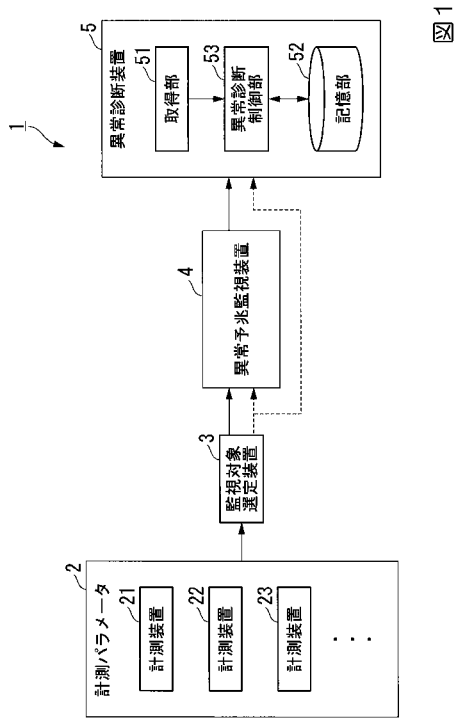 図1
1
2
計測パラメータ
21
計測装置
22
計測装置
23
計測装置
・・・
3
監視対象
選定装置
4
異常予兆監視装置
5
異常診断装置
51
取得部
53
異常診断
制御部
52
記憶部